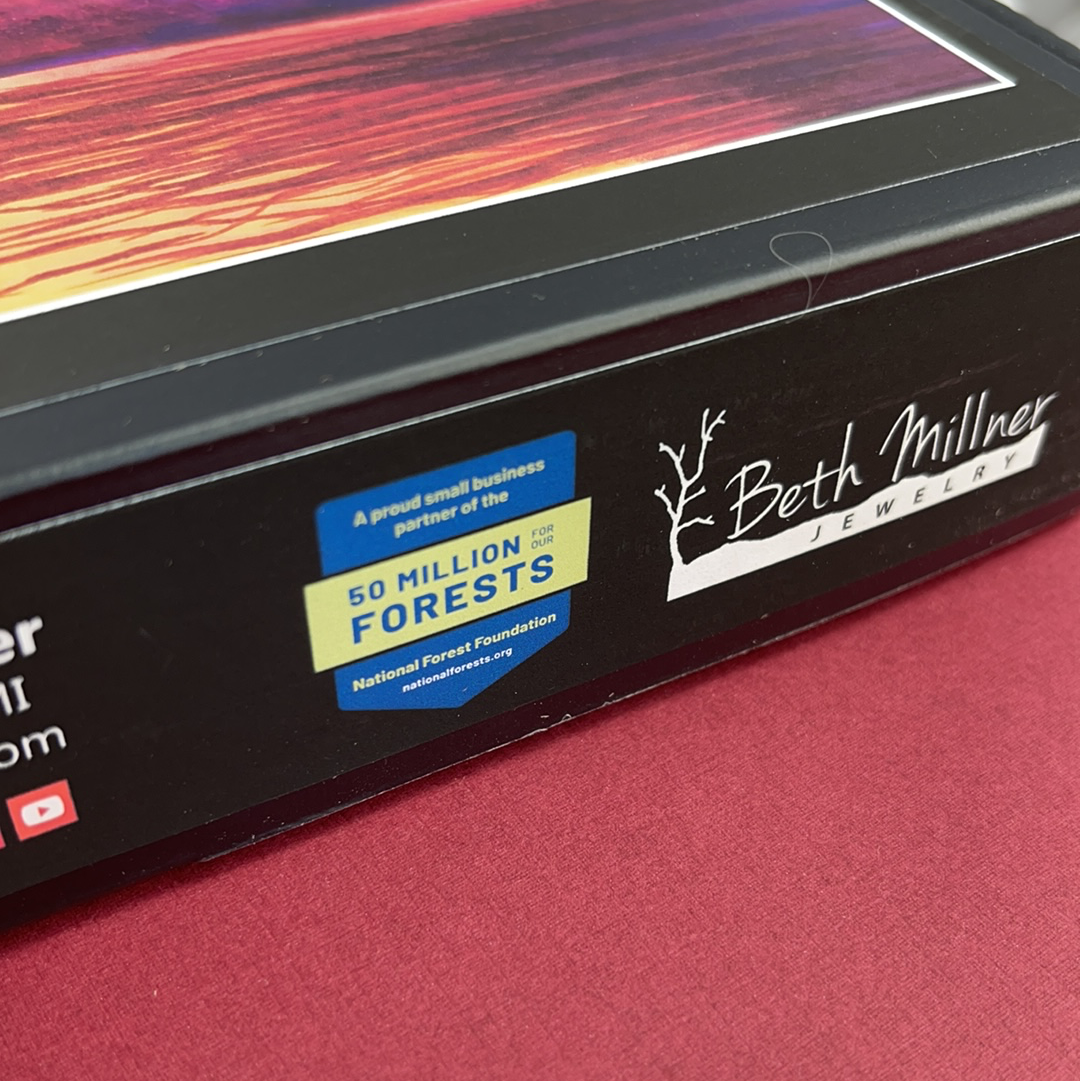 er
MI
om
A proud small business
partner of the
50 MILLION FOR OUR
FORESTS
National Forest Foundation
nationalforests.org
Beth Millner
JEWELRY